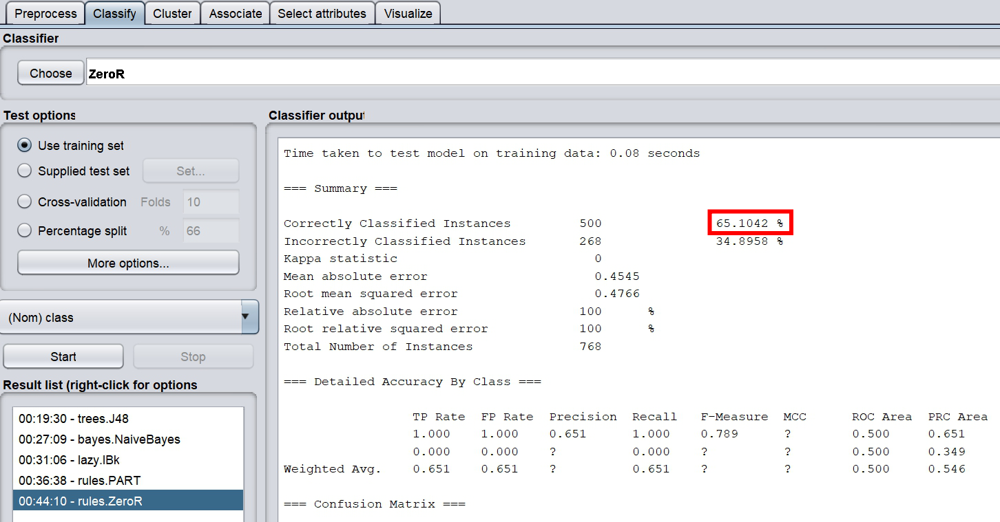 Preprocess Classify Cluster Associate Select attributes Visualize
Classifier
Choose ZeroR
Test options
Use training set
Supplied test set Set...
Cross-validation Folds 10
Percentage split % 66
More options...
(Nom) class
Start Stop
Result list (right-click for options
00:19:30 - trees.J48
00:27:09 - bayes.NaiveBayes
00:31:06 - lazy.IBk
00:36:38 - rules.PART
00:44:10 - rules.ZeroR
Classifier output
Time taken to test model on training data: 0.08 seconds
=== Summary ===
Correctly Classified Instances 500 65.1042 %
Incorrectly Classified Instances 268 34.8958 %
Kappa statistic 0
Mean absolute error 0.4545
Root mean squared error 0.4766
Relative absolute error 100 %
Root relative squared error 100 %
Total Number of Instances 768
=== Detailed Accuracy By Class ===
TP Rate FP Rate Precision Recall F-Measure MCC ROC Area PRC Area
1.000 1.000 0.651 1.000 0.789 ? 0.500 0.651
0.000 0.000 ? 0.000 ? ? 0.500 0.349
Weighted Avg. 0.651 0.651 ? 0.651 ? ? 0.500 0.546
=== Confusion Matrix ===